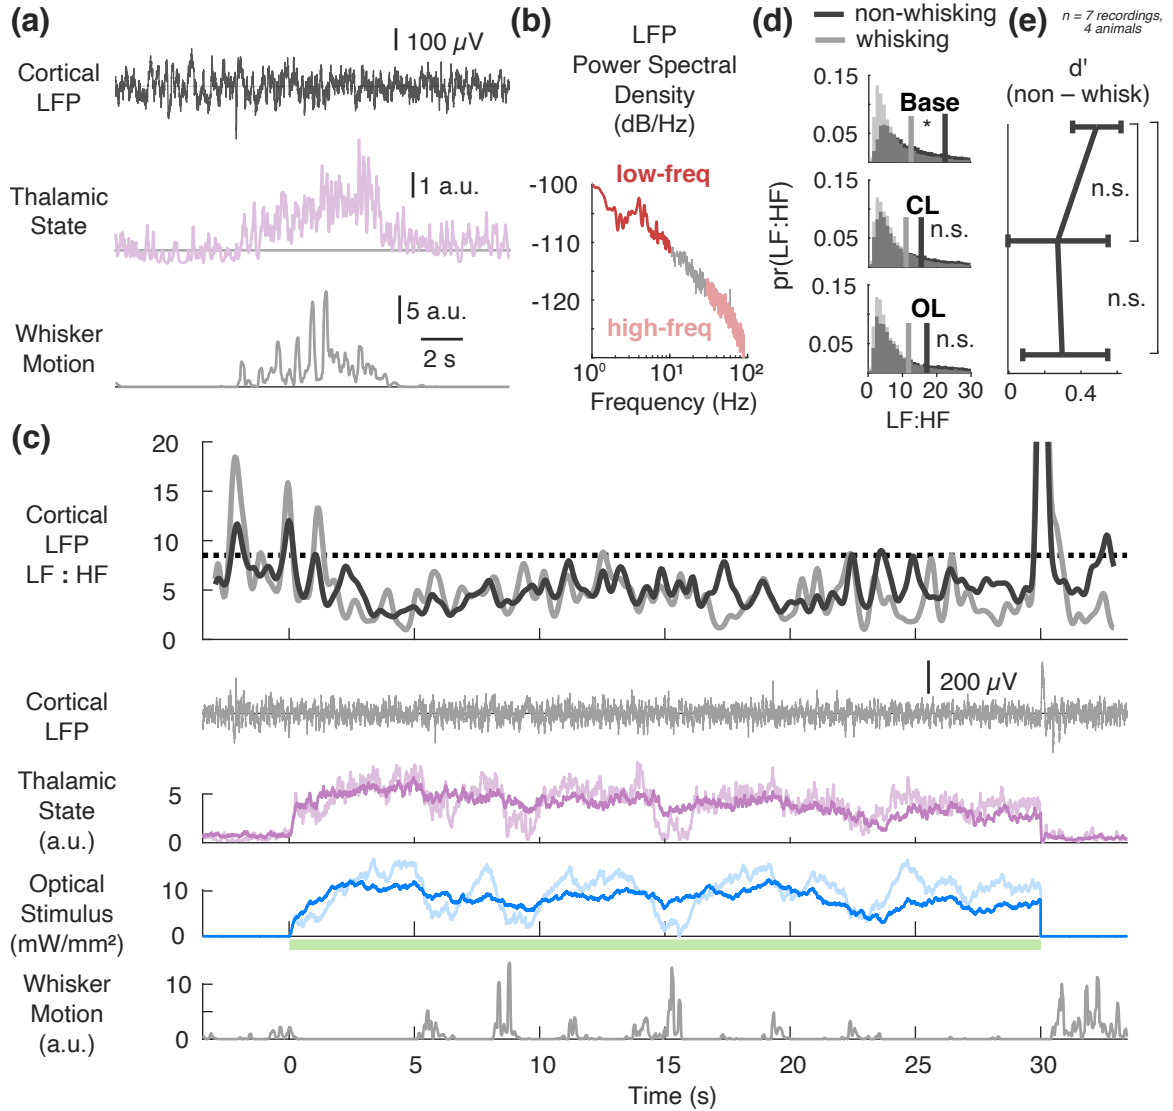 (a)
100 µV
Cortical
LFP
Thalamic
State
1 a.u.
Whisker
Motion
5 a.u.
2 s
(b)
LFP
Power Spectral
Density
(dB/Hz)
-100
-110
-120
low-freq
high-freq
10⁰
10¹
10²
Frequency (Hz)
(d)
non-whisking
whisking
0.15
0.05
Base
*
0.15
0.05
CL
n.s.
0.15
0.05
OL
n.s.
pr(LF:HF)
0
10
20
30
LF:HF
(e)
n = 7 recordings,
4 animals
d'
(non – whisk)
n.s.
n.s.
0
0.4
(c)
Cortical
LFP
LF : HF
20
15
10
5
0
Cortical
LFP
200 µV
Thalamic
State
(a.u.)
5
0
Optical
Stimulus
(mW/mm²)
10
0
Whisker
Motion
(a.u.)
10
0
0
5
10
15
20
25
30
Time (s)